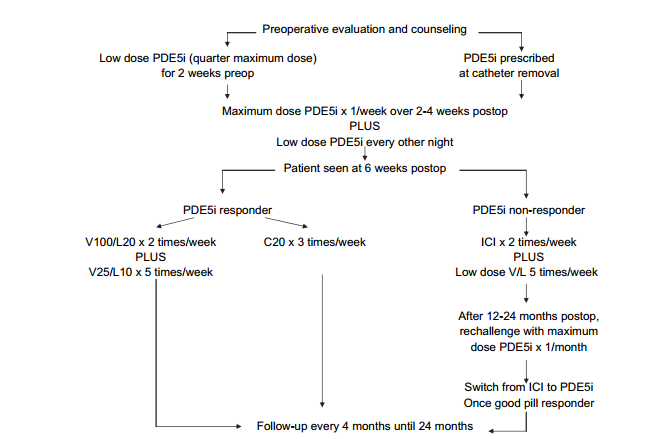 Preoperative evaluation and counseling
Low dose PDE5i (quarter maximum dose)
for 2 weeks preop
PDE5i prescribed
at catheter removal
Maximum dose PDE5i x 1/week over 2-4 weeks postop
PLUS
Low dose PDE5i every other night
Patient seen at 6 weeks postop
PDE5i responder
PDE5i non-responder
V100/L20 x 2 times/week
PLUS
V25/L10 x 5 times/week
C20 x 3 times/week
ICI x 2 times/week
PLUS
Low dose V/L 5 times/week
After 12-24 months postop,
rechallenge with maximum
dose PDE5i x 1/month
Switch from ICI to PDE5i
Once good pill responder
Follow-up every 4 months until 24 months